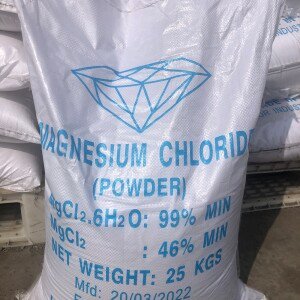 MAGNESIUM CHLORIDE
(POWDER)
MgCl2.6H2O: 99% MIN
MgCl2 : 46% MIN
NET WEIGHT: 25 KGS
Mfd: 20/03/2022